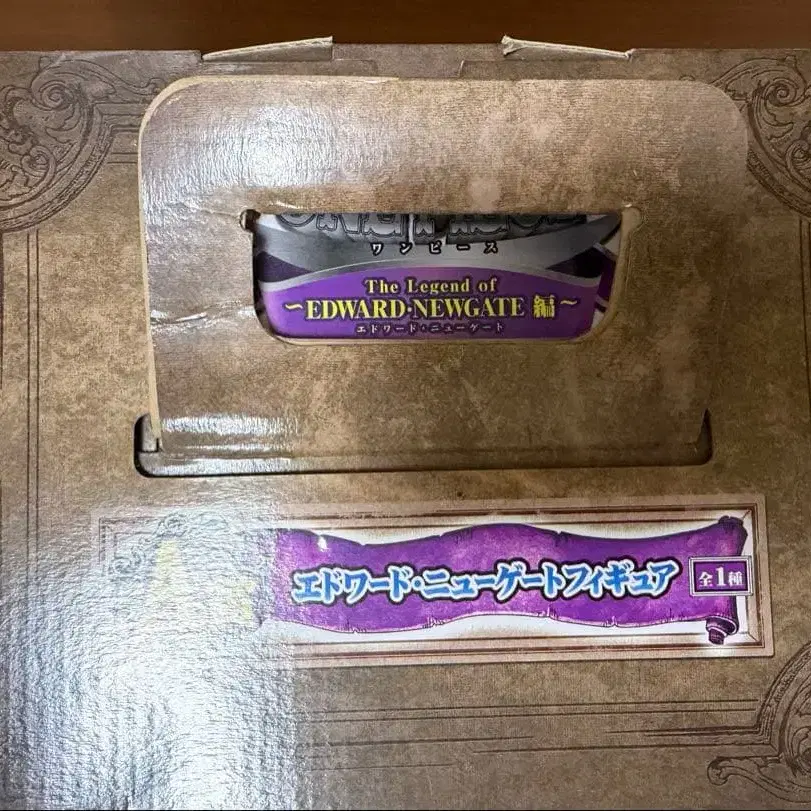 ワンピース
The Legend of
～EDWARD・NEWGATE 編～
エドワード・ニューゲート
エドワード・ニューゲートフィギュア
全1種